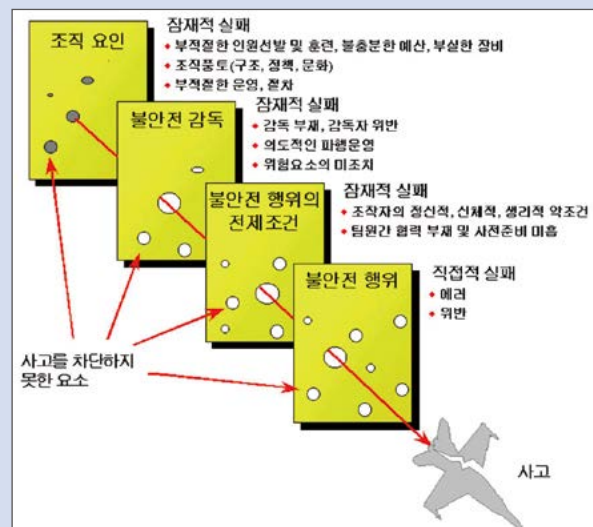 조직 요인
잠재적 실패
부적절한 인원선발 및 훈련, 불충분한 예산, 부실한 장비
조직풍토(구조, 정책, 문화)
부적절한 운영, 절차
불안전 감독
잠재적 실패
감독 부재, 감독자 위반
의도적인 파행운영
위험요소의 미조치
불안전 행위의
전제조건
잠재적 실패
조작자의 정신적, 신체적, 생리적 악조건
팀원간 협력 부재 및 사전준비 미흡
불안전 행위
직접적 실패
에러
위반
사고를 차단하지
못한 요소
사고